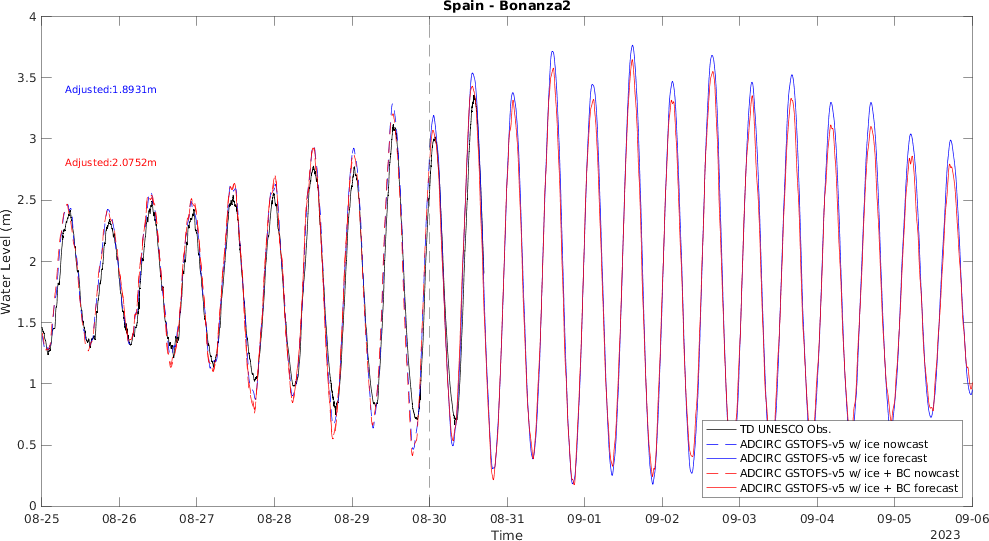 Spain - Bonanza2
4
3.5
3
2.5
2
1.5
1
0.5
0
Water Level (m)
Adjusted:1.8931m
Adjusted:2.0752m
TD UNESCO Obs.
ADCIRC GSTOFS-v5 w/ ice nowcast
ADCIRC GSTOFS-v5 w/ ice forecast
ADCIRC GSTOFS-v5 w/ ice + BC nowcast
ADCIRC GSTOFS-v5 w/ ice + BC forecast
08-25 08-26 08-27 08-28 08-29 08-30 08-31 09-01 09-02 09-03 09-04 09-05 09-06
Time
2023